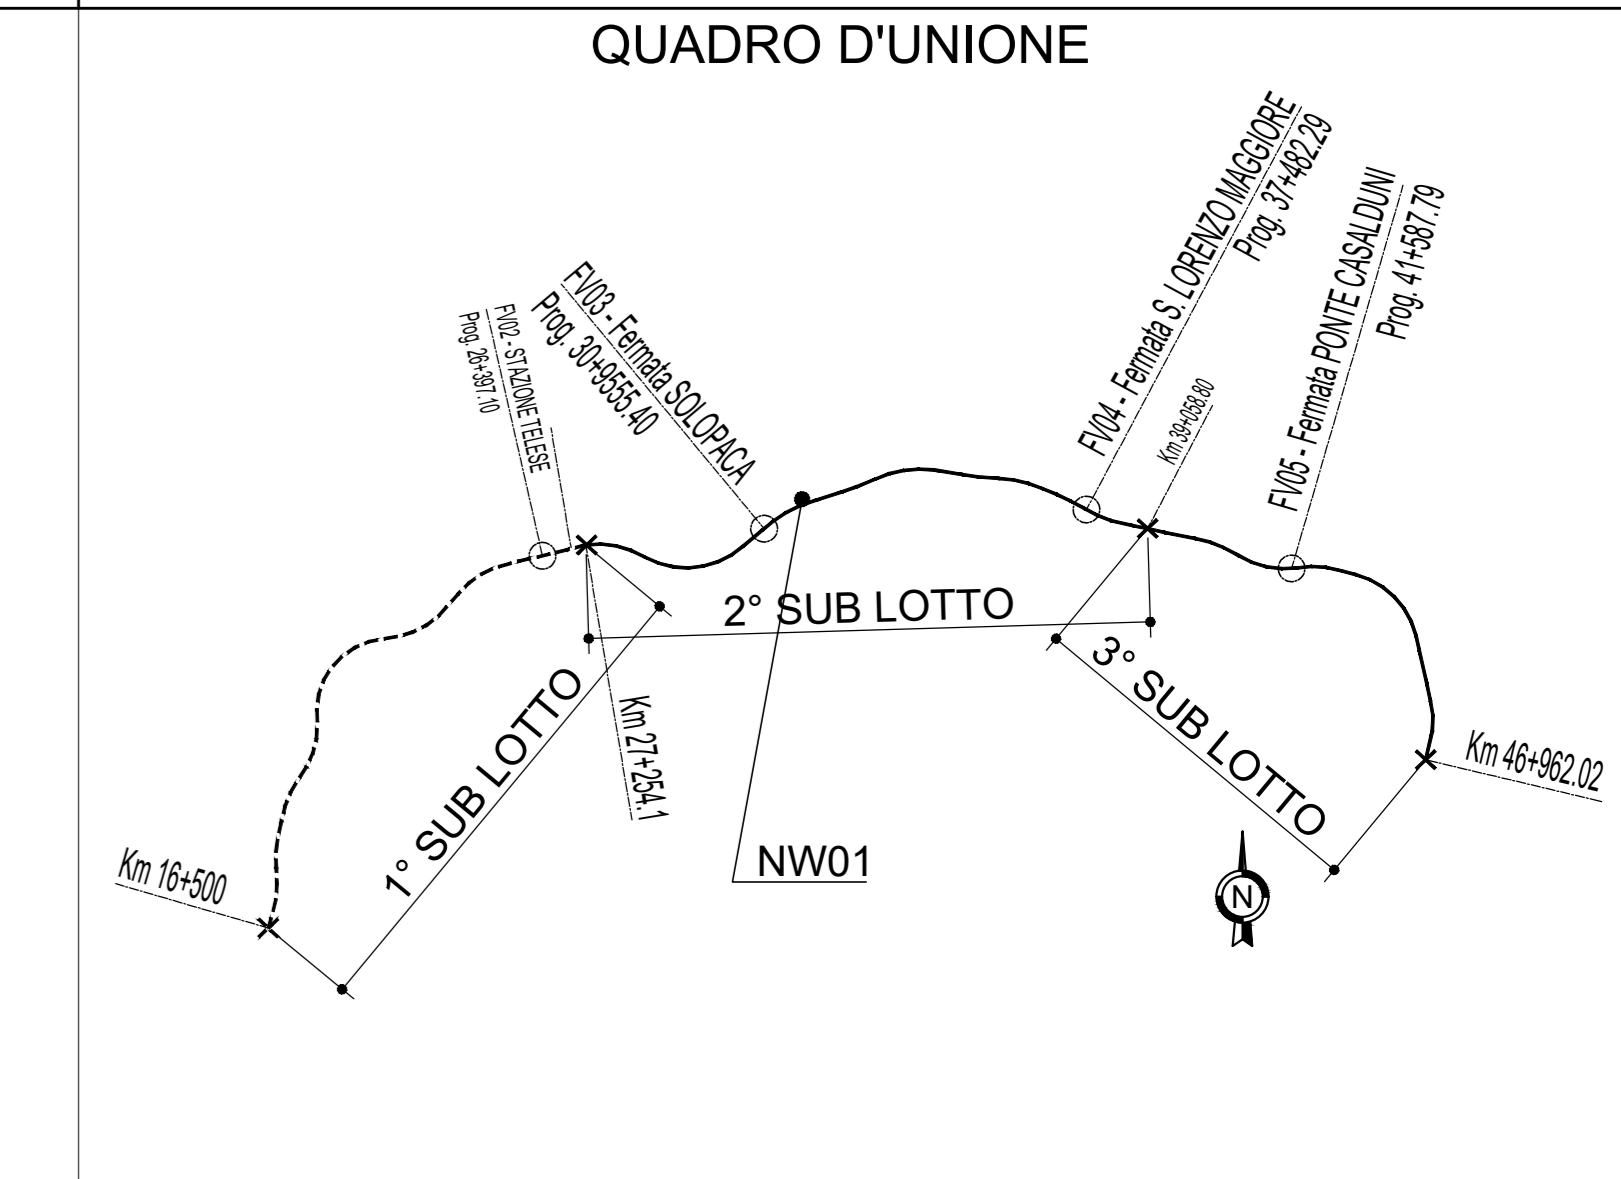 QUADRO D'UNIONE
FV02 - STAZIONE TELESE
Prog. 26+397.10
FV03 - Fermata SOLOPACA
Prog. 30+9555.40
FV04 - Fermata S. LORENZO MAGGIORE
Prog. 37+482.29
Km 39+058.80
FV05 - Fermata PONTE CASALDUNI
Prog. 41+587.79
2° SUB LOTTO
1° SUB LOTTO
3° SUB LOTTO
Km 27+254.1
Km 46+962.02
Km 16+500
NW01
N